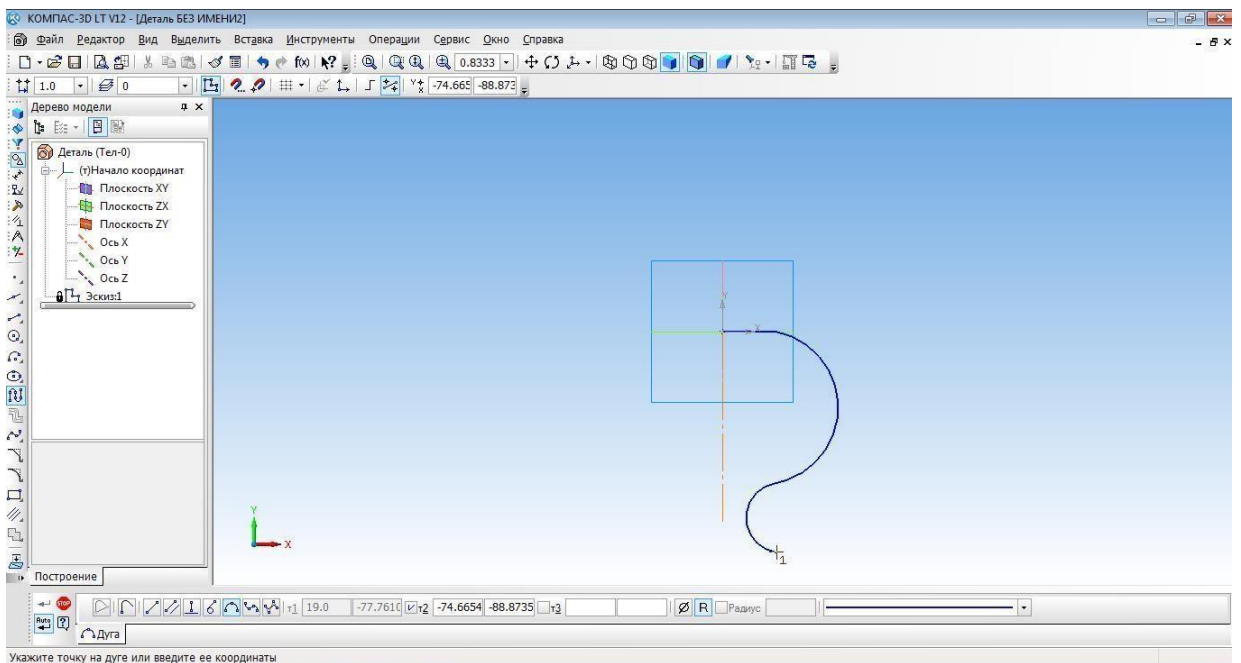 КОМПАС-3D LT V12 - [Деталь БЕЗ ИМЕНИ2]
Файл Редактор Вид Выделить Вставка Инструменты Операции Сервис Окно Справка
f(x) 0.8333
1.0 0 -74.665 -88.873
Дерево модели
Деталь (Тел-0)
(т)Начало координат
Плоскость XY
Плоскость ZX
Плоскость ZY
Ось X
Ось Y
Ось Z
Эскиз:1
Y
X
1
Y
X
Построение
STOP т1 19.0 -77.7610 т2 -74.6654 -88.8735 т3 R Радиус
Auto
Дуга
Укажите точку на дуге или введите ее координаты